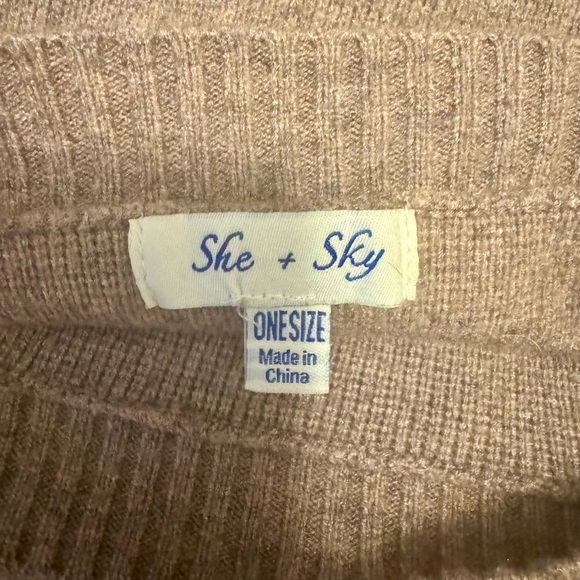 She + Sky
ONESIZE
Made in
China